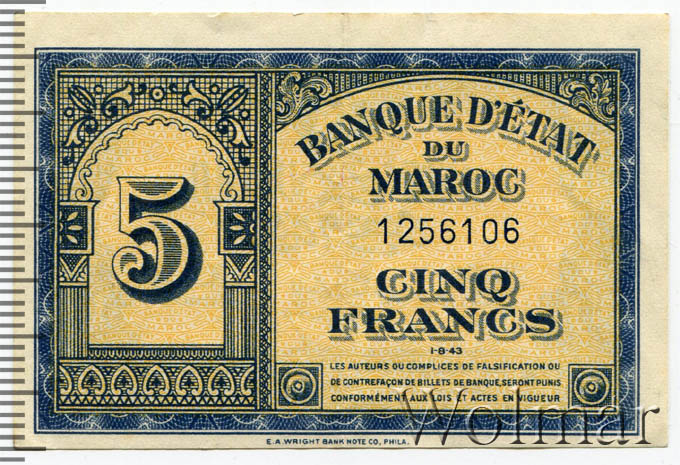 BANQUE D'ÉTAT
DU
MAROC
1256106
5
CINQ
FRANCS
1-8-43
LES AUTEURS OU COMPLICES DE FALSIFICATION OU
DE CONTREFAÇON DE BILLETS DE BANQUE, SERONT PUNIS
CONFORMÉMENT AUX LOIS ET ACTES EN VIGUEUR
E.A. WRIGHT BANK NOTE CO, PHILA.
Wolmar